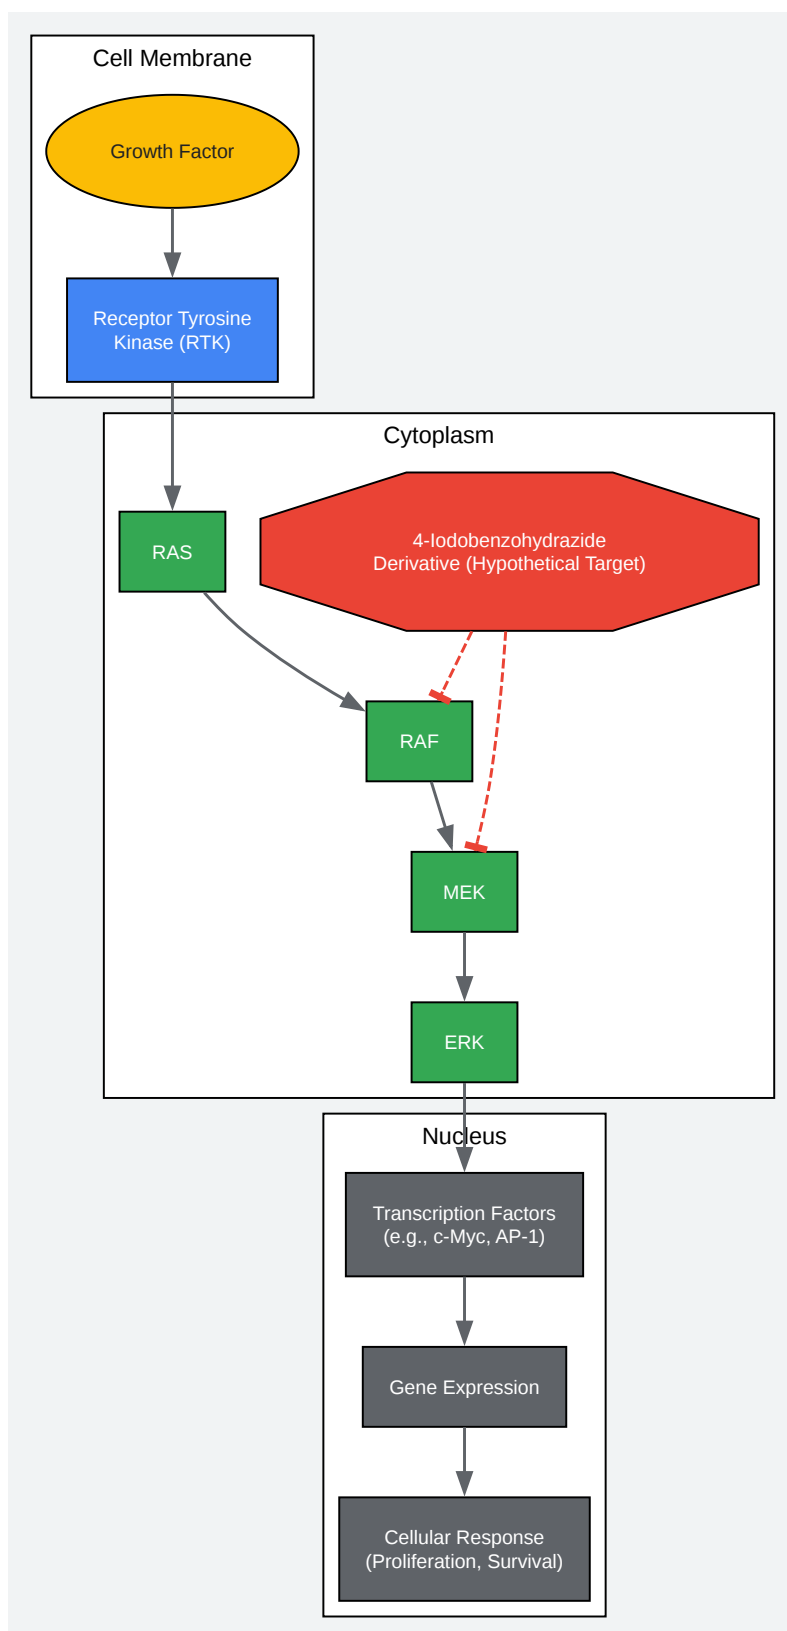 Cell Membrane
Growth Factor
Receptor Tyrosine
Kinase (RTK)
Cytoplasm
RAS
4-Iodobenzohydrazide
Derivative (Hypothetical Target)
RAF
MEK
ERK
Nucleus
Transcription Factors
(e.g., c-Myc, AP-1)
Gene Expression
Cellular Response
(Proliferation, Survival)